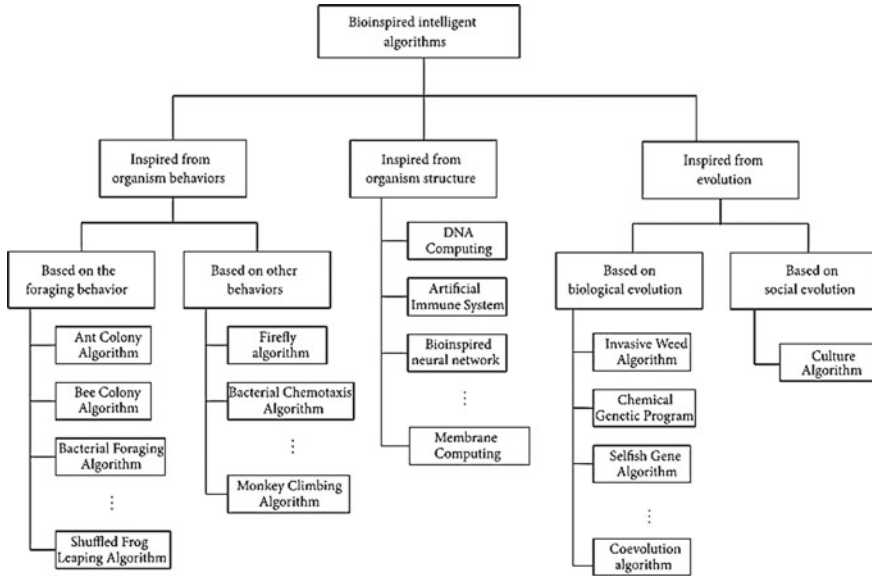 Bioinspired intelligent
algorithms
Inspired from
organism behaviors
Inspired from
organism structure
Inspired from
evolution
Based on the
foraging behavior
Based on other
behaviors
DNA
Computing
Artificial
Immune System
Bioinspired
neural network
⋮
Membrane
Computing
Based on
biological evolution
Based on
social evolution
Ant Colony
Algorithm
Bee Colony
Algorithm
Bacterial Foraging
Algorithm
⋮
Shuffled Frog
Leaping Algorithm
Firefly
algorithm
Bacterial Chemotaxis
Algorithm
⋮
Monkey Climbing
Algorithm
Invasive Weed
Algorithm
Chemical
Genetic Program
Selfish Gene
Algorithm
⋮
Coevolution
algorithm
Culture
Algorithm